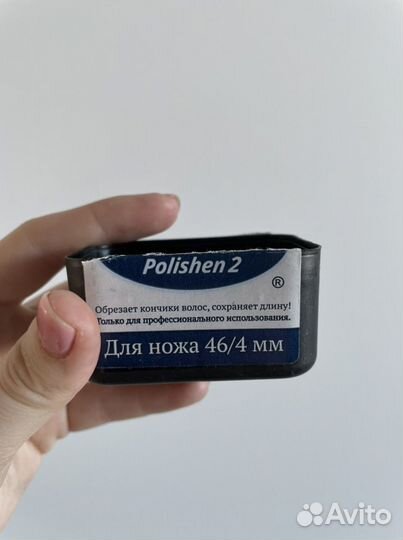 Polishen 2
®
Обрезает кончики волос, сохраняет длину!
Только для профессионального использования.
Для ножа 46/4 мм
Avito